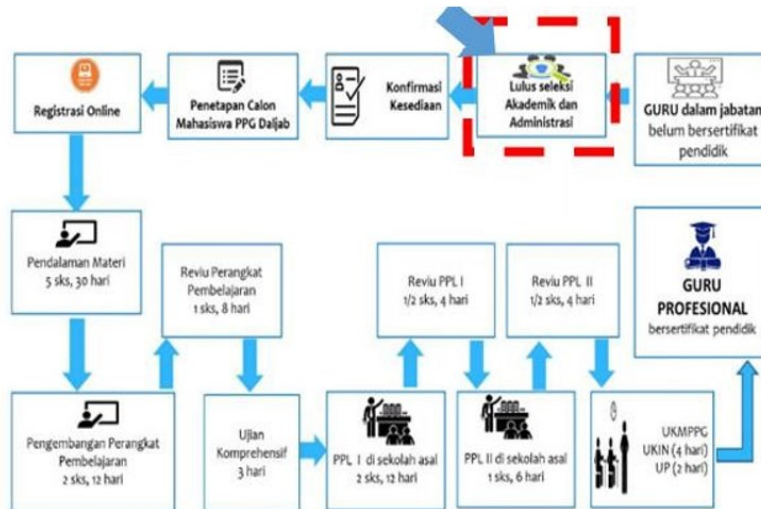 GURU dalam jabatan
belum bersertifikat
pendidik
Lulus seleksi
Akademik dan
Administrasi
Konfirmasi
Kesediaan
Penetapan Calon
Mahasiswa PPG Daljab
Registrasi Online
Pendalaman Materi
5 sks, 30 hari
Pengembangan Perangkat
Pembelajaran
2 sks, 12 hari
Reviu Perangkat
Pembelajaran
1 sks, 8 hari
Ujian
Komprehensif
3 hari
PPL I di sekolah asal
2 sks, 12 hari
Reviu PPL I
1/2 sks, 4 hari
PPL II di sekolah asal
1 sks, 6 hari
Reviu PPL II
1/2 sks, 4 hari
UKMPPG
UKIN (4 hari)
UP (2 hari)
GURU
PROFESIONAL
bersertifikat pendidik